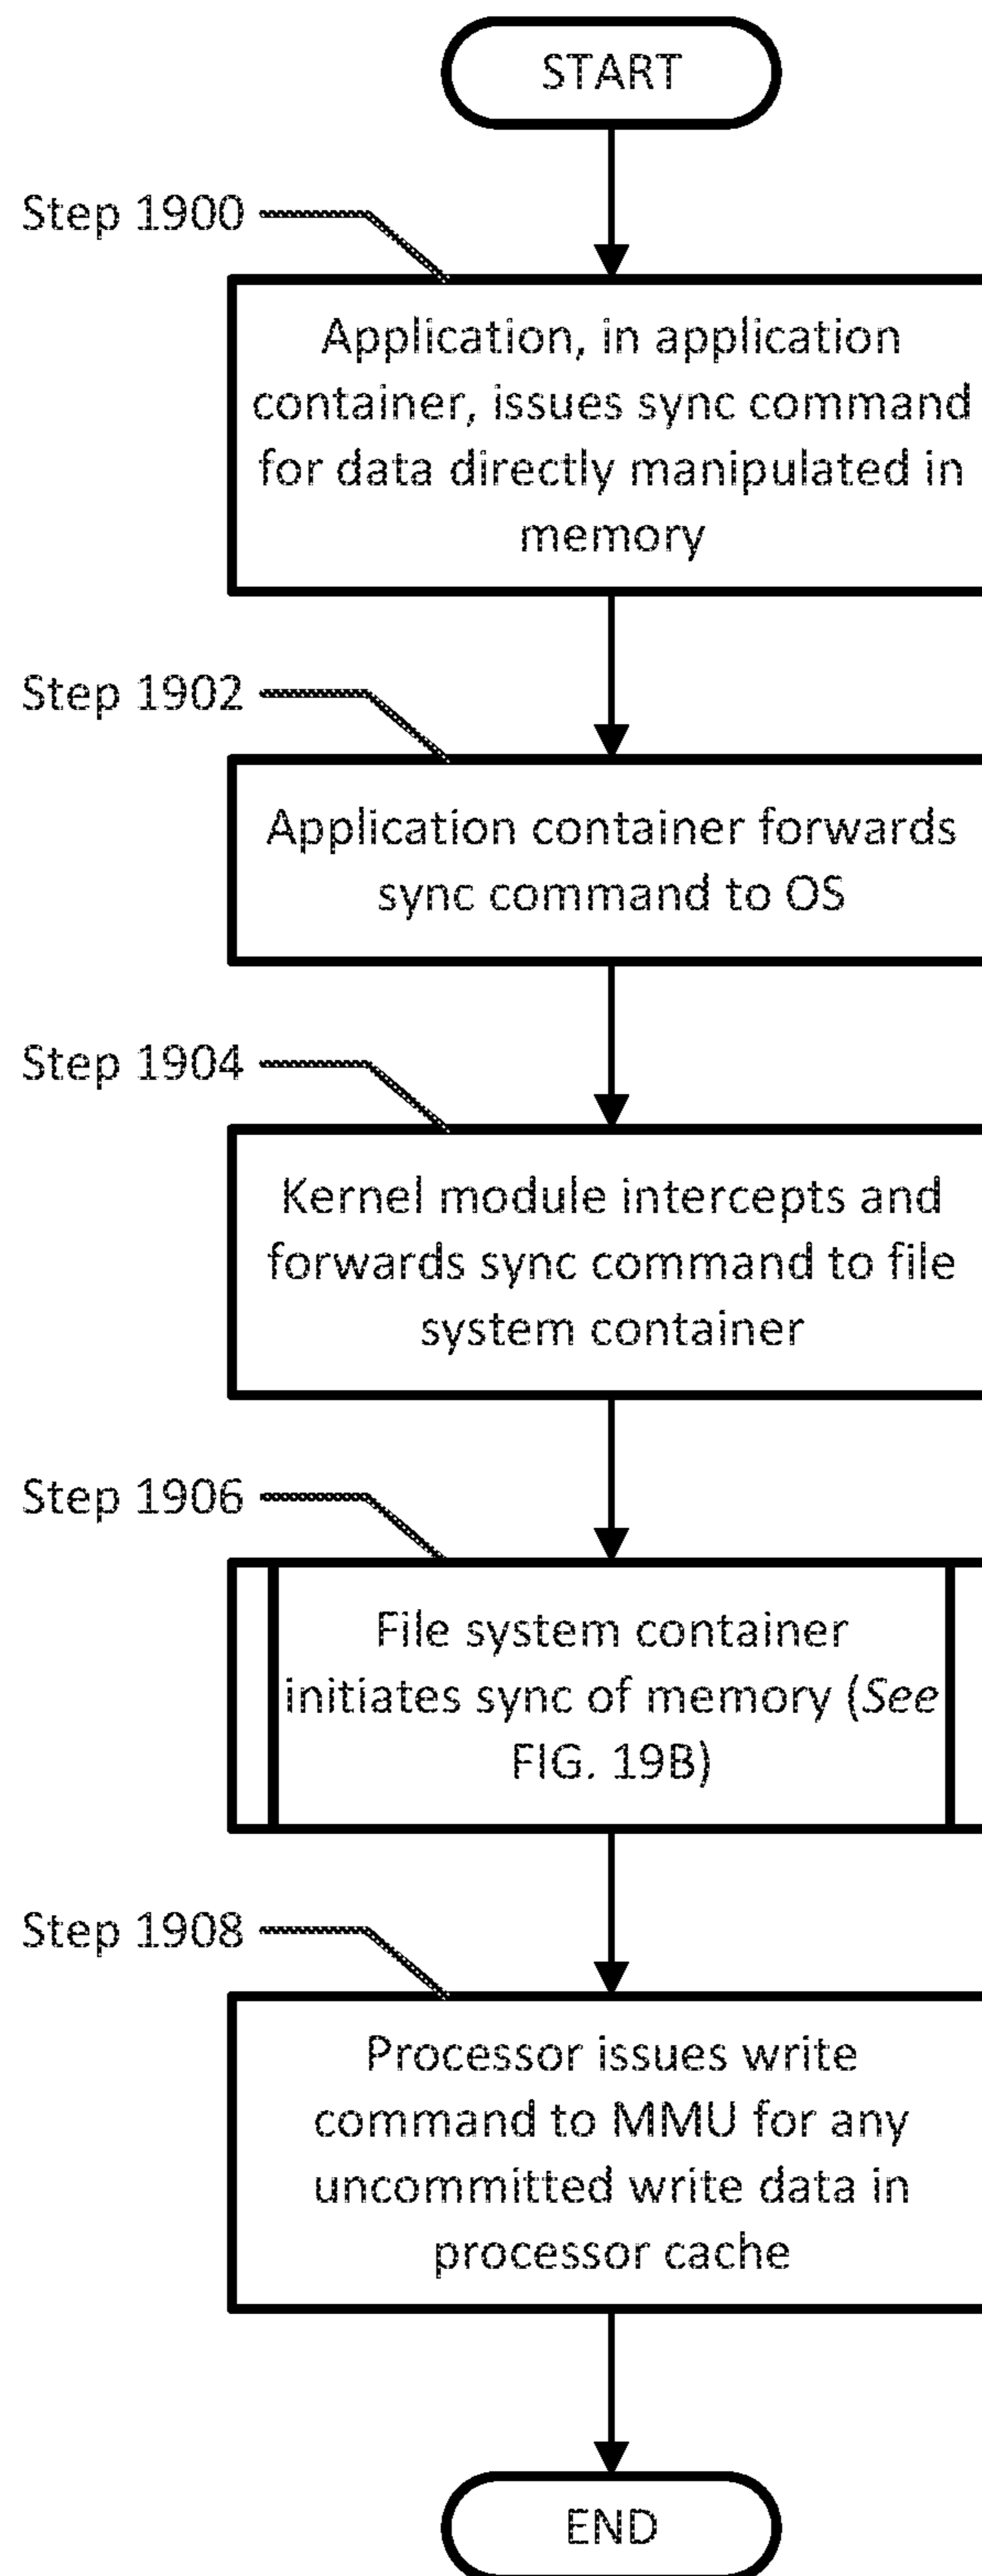 START
Step 1900
Application, in application
container, issues sync command
for data directly manipulated in
memory
Step 1902
Application container forwards
sync command to OS
Step 1904
Kernel module intercepts and
forwards sync command to file
system container
Step 1906
File system container
initiates sync of memory (See
FIG. 19B)
Step 1908
Processor issues write
command to MMU for any
uncommitted write data in
processor cache
END